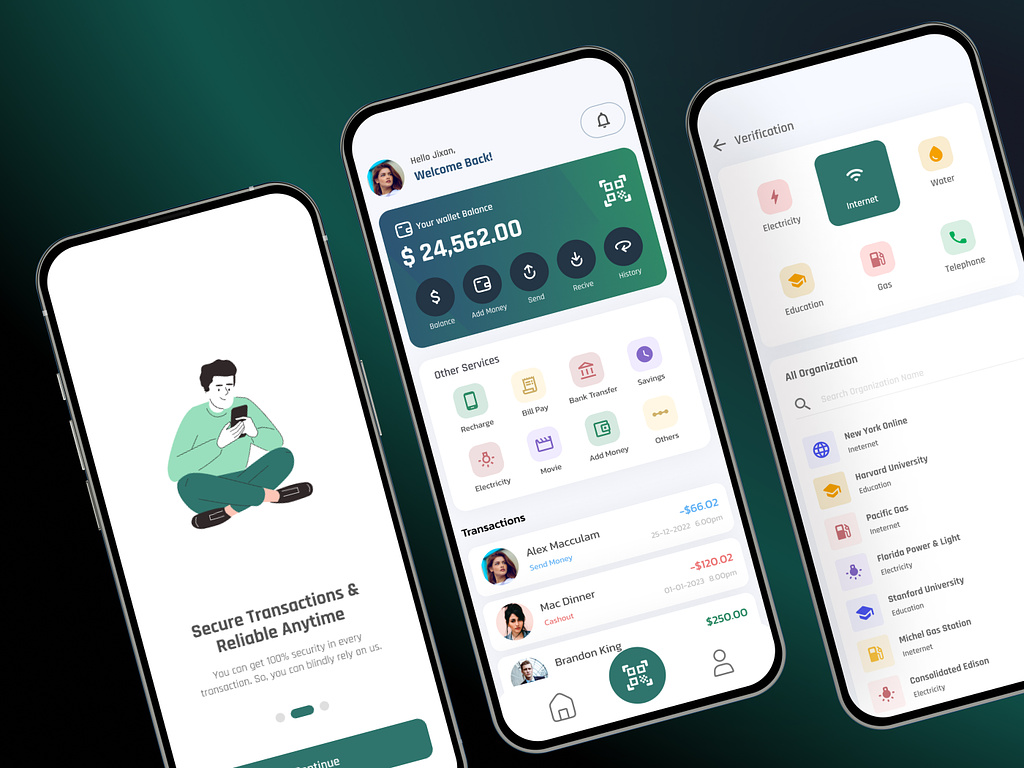 Secure Transactions &
Reliable Anytime
You can get 100% security in every
transaction. So, you can blindly rely on us.
Hello Jixan,
Welcome Back!
Your wallet Balance
$ 24,562.00
Balance
Add Money
Send
Recive
History
Other Services
Recharge
Bill Pay
Bank Transfer
Savings
Electricity
Movie
Add Money
Others
Transactions
Alex Macculam
-$66.02
Send Money
25-12-2022 6:00pm
Mac Dinner
-$120.02
Cashout
01-01-2023 8:00pm
Brandon King
$250.00
Verification
Electricity
Internet
Water
Education
Gas
Telephone
All Organization
Search Organization Name
New York Online
Ineternet
Harvard University
Education
Pacific Gas
Ineternet
Florida Power & Light
Electricity
Stanford University
Education
Michel Gas Station
Ineternet
Consolidated Edison
Electricity